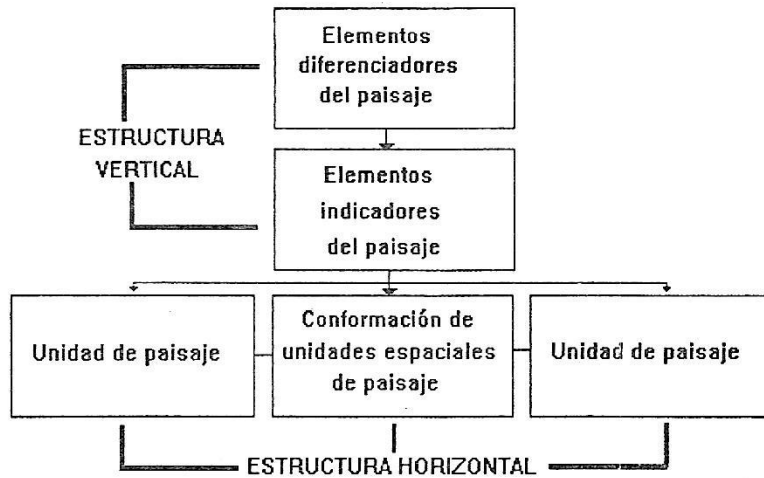 Elementos
diferenciadores
del paisaje
ESTRUCTURA
VERTICAL
Elementos
indicadores
del paisaje
Unidad de paisaje
Conformación de
unidades espaciales
de paisaje
Unidad de paisaje
ESTRUCTURA HORIZONTAL